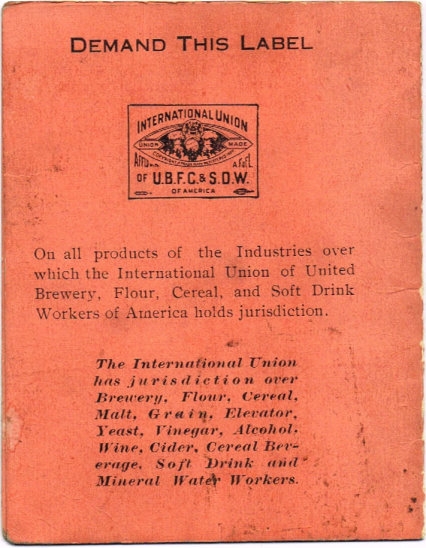 DEMAND THIS LABEL
INTERNATIONAL UNION
UNION MADE
OF U.B.F.C. & S.D.W.
OF AMERICA
On all products of the Industries over
which the International Union of United
Brewery, Flour, Cereal, and Soft Drink
Workers of America holds jurisdiction.
The International Union
has jurisdiction over
Brewery, Flour, Cereal,
Malt, Grain, Elevator,
Yeast, Vinegar, Alcohol,
Wine, Cider, Cereal Bev-
erage, Soft Drink and
Mineral Water Workers.